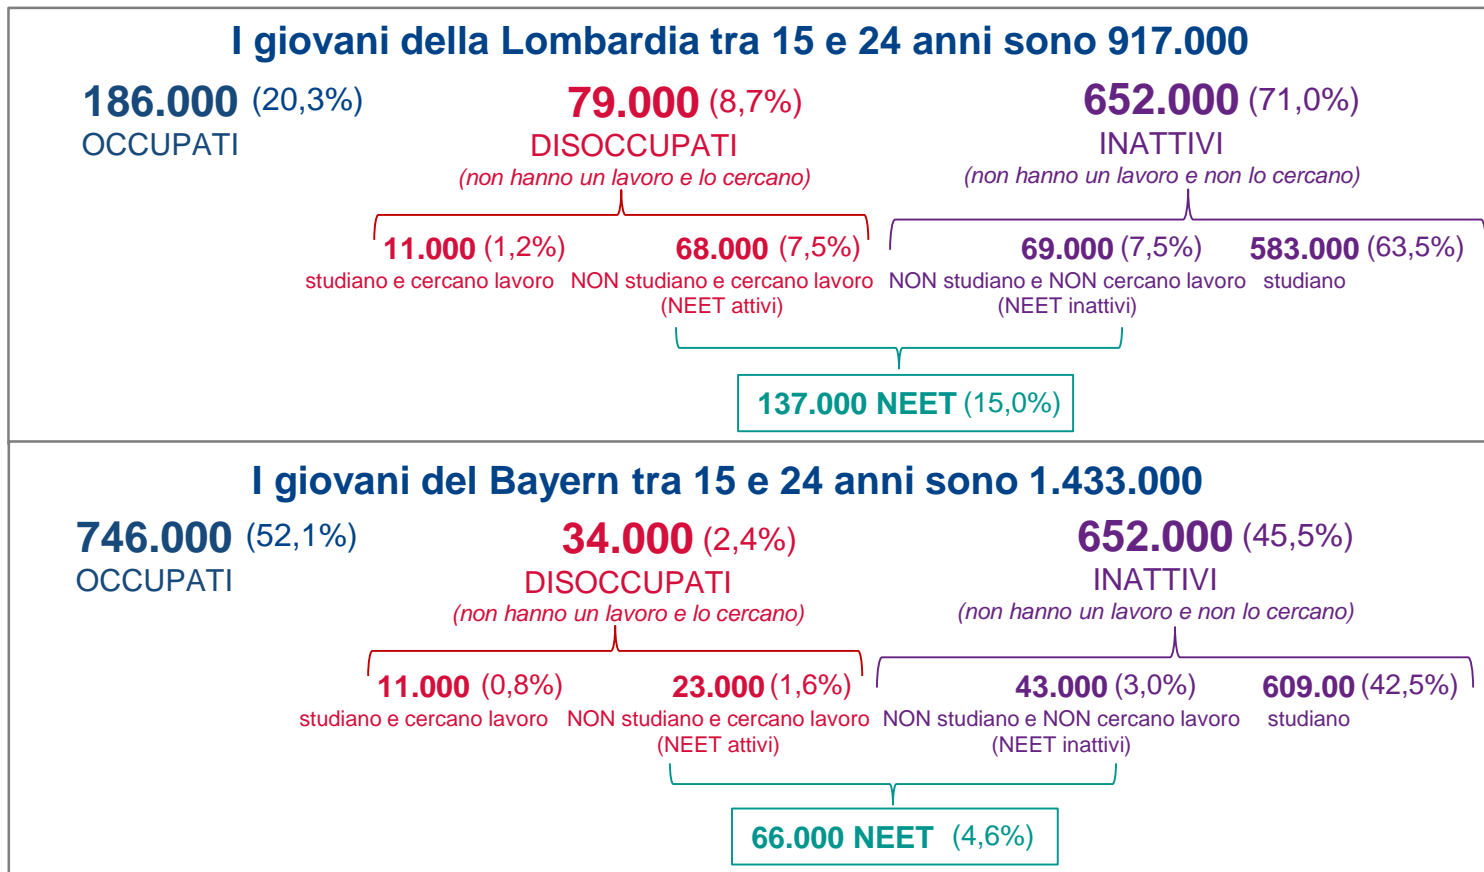 I giovani della Lombardia tra 15 e 24 anni sono 917.000
186.000 (20,3%)
OCCUPATI
79.000 (8,7%)
DISOCCUPATI
(non hanno un lavoro e lo cercano)
652.000 (71,0%)
INATTIVI
(non hanno un lavoro e non lo cercano)
11.000 (1,2%)
studiano e cercano lavoro
68.000 (7,5%)
NON studiano e cercano lavoro
(NEET attivi)
69.000 (7,5%)
NON studiano e NON cercano lavoro
(NEET inattivi)
583.000 (63,5%)
studiano
137.000 NEET (15,0%)
I giovani del Bayern tra 15 e 24 anni sono 1.433.000
746.000 (52,1%)
OCCUPATI
34.000 (2,4%)
DISOCCUPATI
(non hanno un lavoro e lo cercano)
652.000 (45,5%)
INATTIVI
(non hanno un lavoro e non lo cercano)
11.000 (0,8%)
studiano e cercano lavoro
23.000 (1,6%)
NON studiano e cercano lavoro
(NEET attivi)
43.000 (3,0%)
NON studiano e NON cercano lavoro
(NEET inattivi)
609.00 (42,5%)
studiano
66.000 NEET (4,6%)